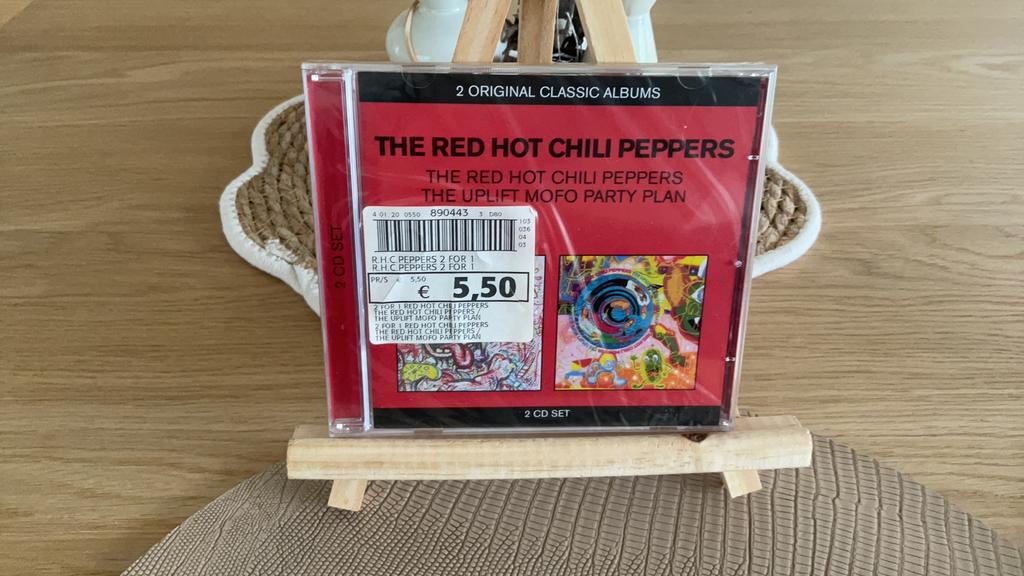 2 ORIGINAL CLASSIC ALBUMS
THE RED HOT CHILI PEPPERS
THE RED HOT CHILI PEPPERS
THE UPLIFT MOFO PARTY PLAN
2 CD SET
4 01 20 0550 890443 3 D80
103
036
04
03
R.H.C.PEPPERS 2 FOR 1
R.H.C.PEPPERS 2 FOR 1
PR/S € 5,50
€ 5,50
2 FOR 1 RED HOT CHILI PEPPERS
THE RED HOT CHILI PEPPERS /
THE UPLIFT MOFO PARTY PLAN
2 FOR 1 RED HOT CHILI PEPPERS
THE RED HOT CHILI PEPPERS /
THE UPLIFT MOFO PARTY PLAN
2 CD SET